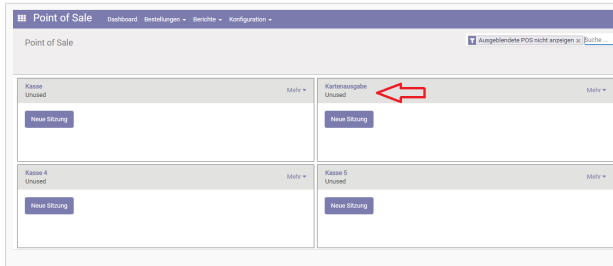 Point of Sale Dashboard Bestellungen Berichte Konfiguration
Point of Sale Ausgeblendete POS nicht anzeigen x Suche ...
Kasse Mehr
Unused
Neue Sitzung
Kartenausgabe Mehr
Unused
Neue Sitzung
Kasse 4 Mehr
Unused
Neue Sitzung
Kasse 5 Mehr
Unused
Neue Sitzung